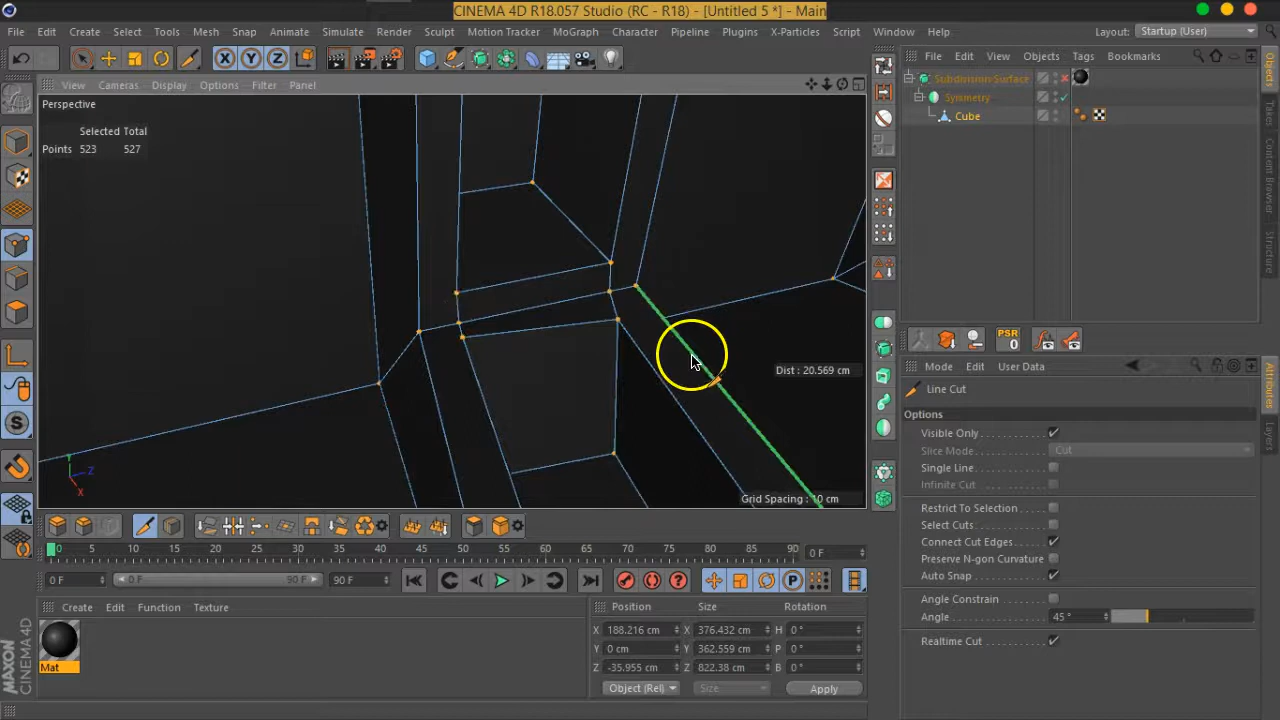 CINEMA 4D R18.057 Studio (RC - R18) - [Untitled 5 *] - Main
File Edit Create Select Tools Mesh Snap Animate Simulate Render Sculpt Motion Tracker MoGraph Character Pipeline Plugins X-Particles Script Window Help Layout: Startup (User)
X Y Z
View Cameras Display Options Filter Panel
File Edit View Objects Tags Bookmarks
Subdivision Surface
Symmetry
Cube
Perspective
Selected Total
Points 523 527
Dist : 20.569 cm
Grid Spacing : 10 cm
Y Z X
S
PSR
0
Mode Edit User Data
Line Cut
Options
Visible Only
Slice Mode Cut
Single Line
Infinite Cut
Restrict To Selection
Select Cuts
Connect Cut Edges
Preserve N-gon Curvature
Auto Snap
Angle Constrain
Angle 45 °
Realtime Cut
Objects
Takes
Content Browser
Structure
Attributes
Layers
0 5 10 15 20 25 30 35 40 45 50 55 60 65 70 75 80 85 90 0 F
0 F 0 F 90 F 90 F
P
Create Edit Function Texture
Mat
Position Size Rotation
X 188.216 cm X 376.432 cm H 0 °
Y 0 cm Y 362.559 cm P 0 °
Z -35.955 cm Z 822.38 cm B 0 °
Object (Rel) Size Apply
MAXON
CINEMA 4D